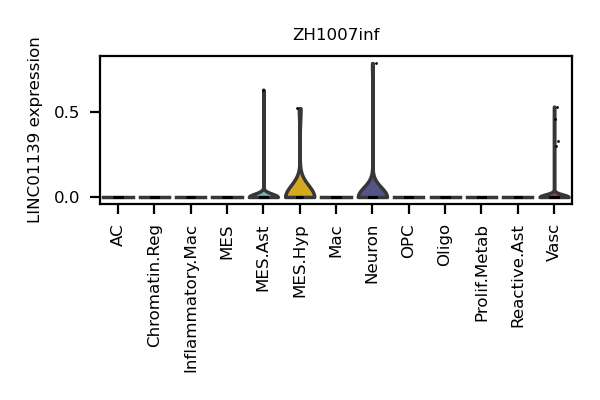 ZH1007inf
LINC01139 expression
0.5
0.0
AC
Chromatin.Reg
Inflammatory.Mac
MES
MES.Ast
MES.Hyp
Mac
Neuron
OPC
Oligo
Prolif.Metab
Reactive.Ast
Vasc